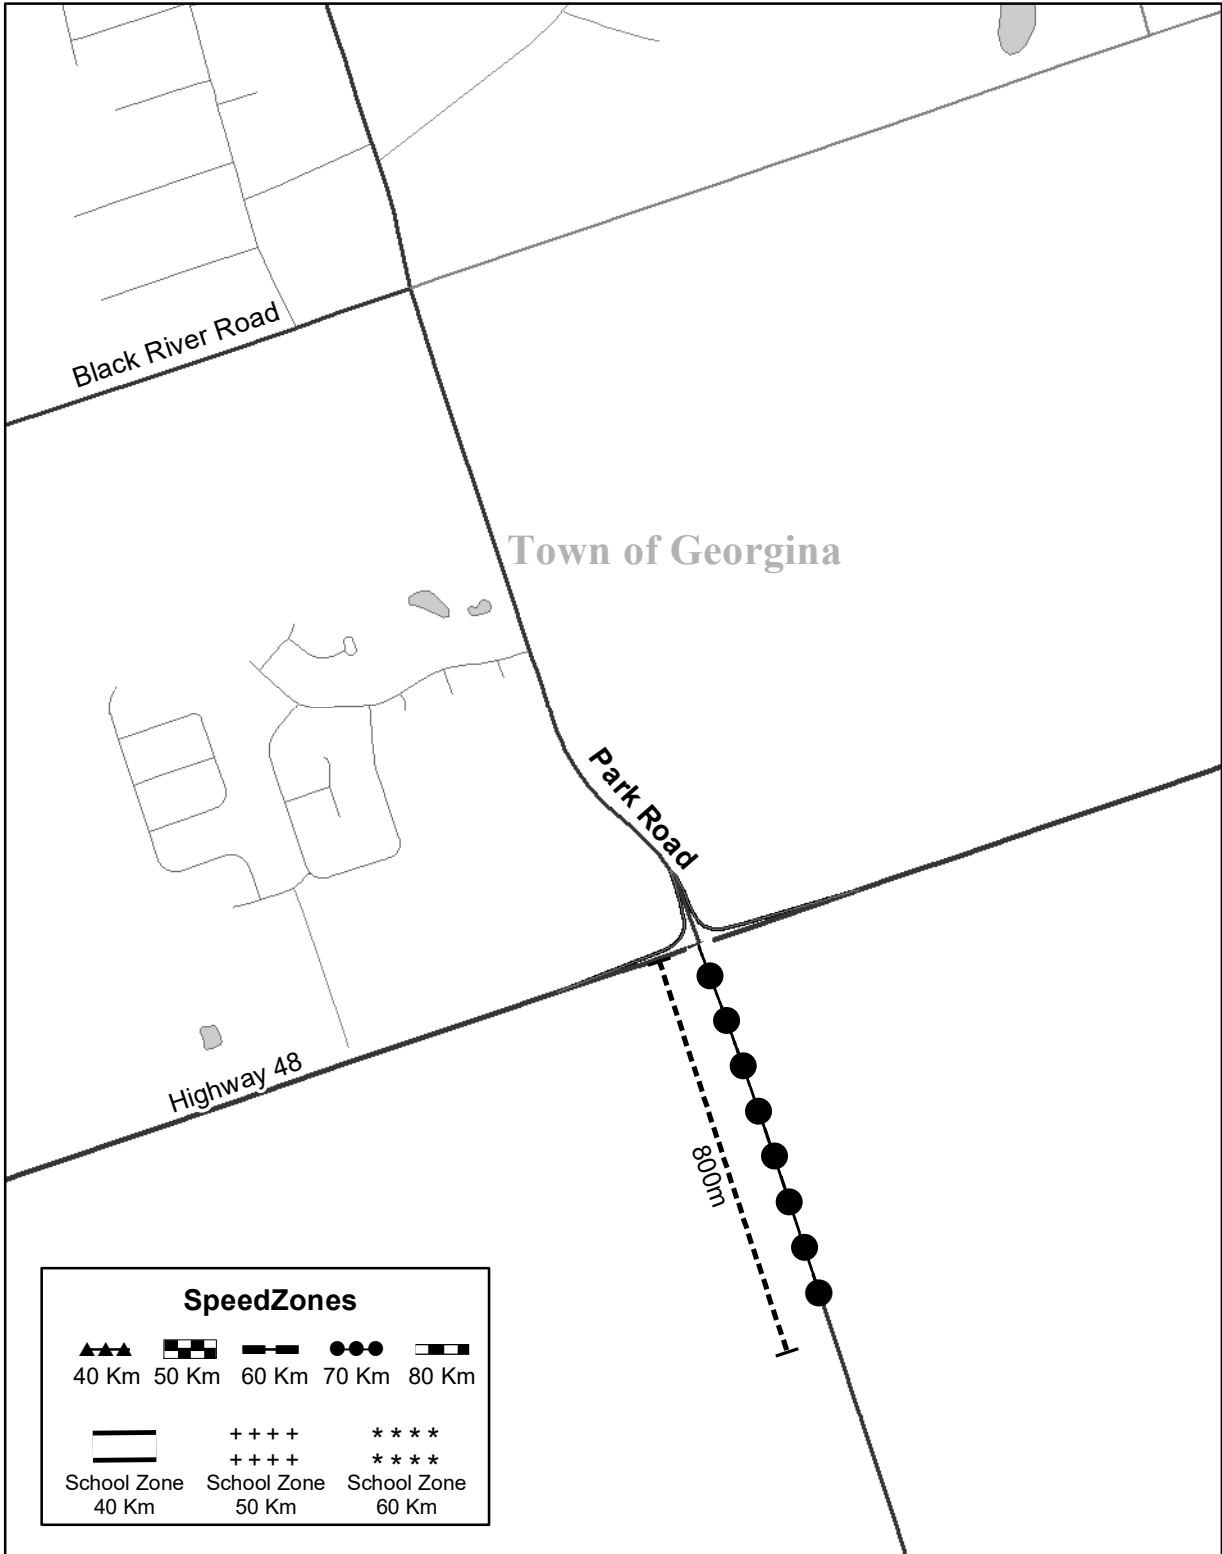 Black River Road
Town of Georgina
Park Road
Highway 48
800m
SpeedZones
40 Km 50 Km 60 Km 70 Km 80 Km
+ + + + * * * *
+ + + + * * * *
School Zone School Zone School Zone
40 Km 50 Km 60 Km